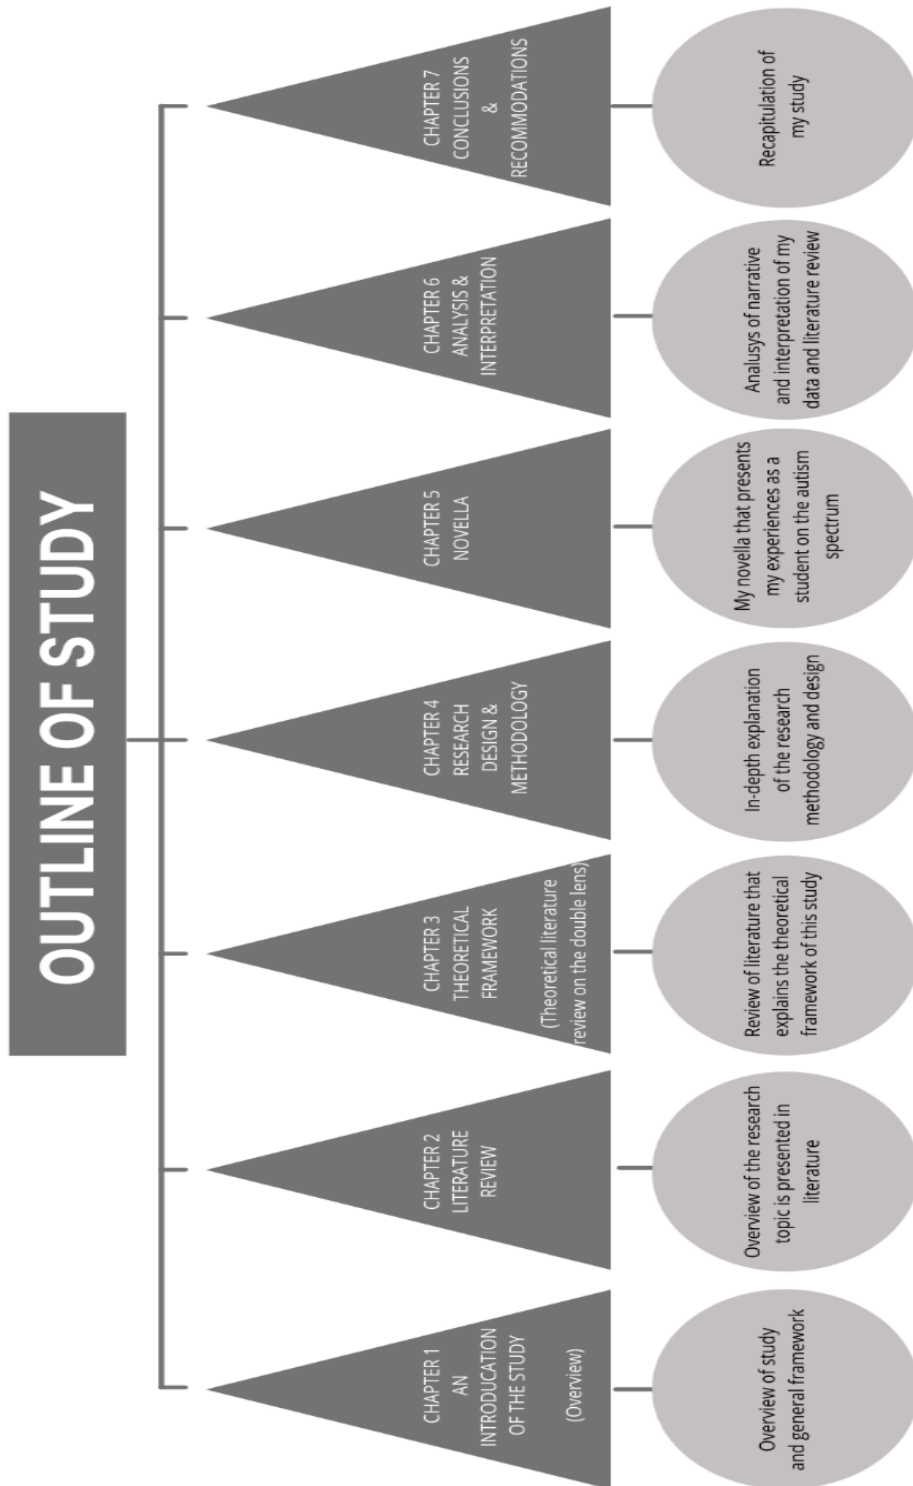 OUTLINE OF STUDY
CHAPTER 1
AN
INTRODUCATION
OF THE STUDY
(Overview)
Overview of study
and general framework
CHAPTER 2
LITERATURE
REVIEW
Overview of the research
topic is presented in
literature
CHAPTER 3
THEORETICAL
FRAMEWORK
(Theoretical literature
review on the double lens)
Review of literature that
explains the theoretical
framework of this study
CHAPTER 4
RESEARCH
DESIGN &
METHODOLOGY
In-depth explanation
of the research
methodology and design
CHAPTER 5
NOVELLA
My novella that presents
my experiences as a
student on the autism
spectrum
CHAPTER 6
ANALYSIS &
INTERPRETATION
Analusys of narrative
and interpretation of my
data and literature review
CHAPTER 7
CONCLUSIONS
&
RECOMMODATIONS
Recapitulation of
my study